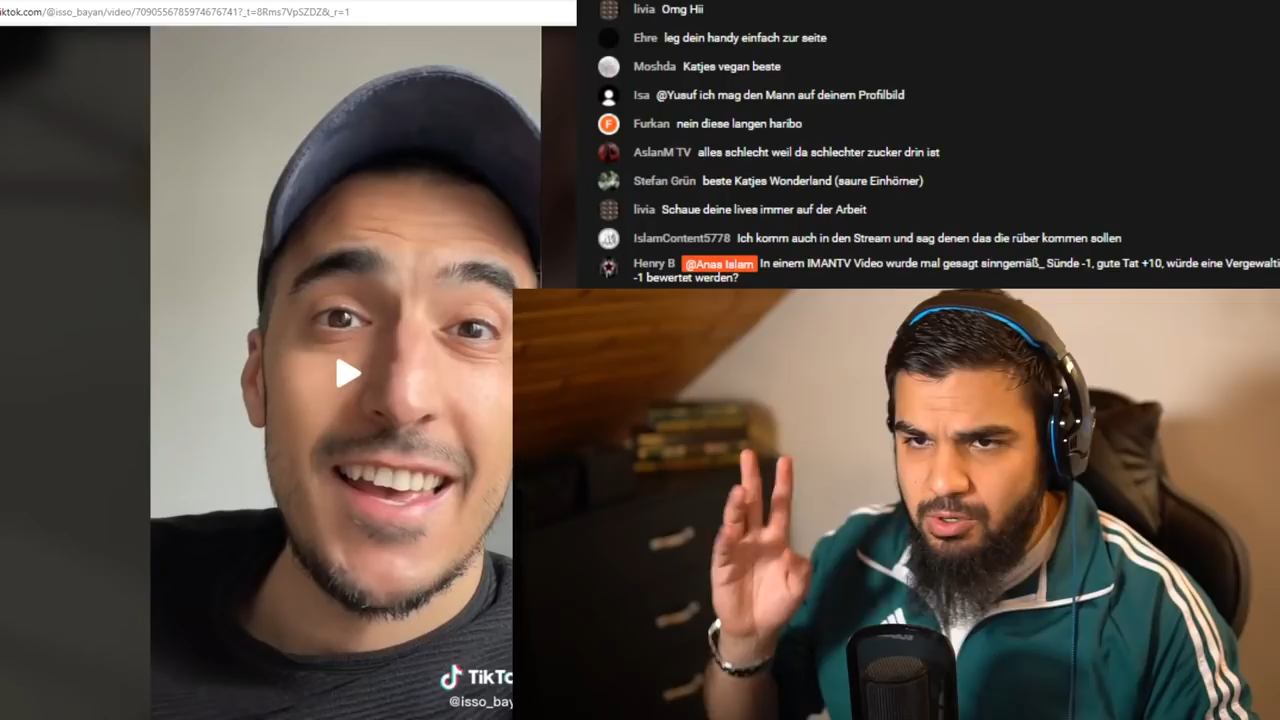 iktok.com/@isso_bayan/video/7090556785974676741?_t=8Rms7VpSZDZ&_r=1
livia Omg Hii
Ehre leg dein handy einfach zur seite
Moshda Katjes vegan beste
Isa @Yusuf ich mag den Mann auf deinem Profilbild
F Furkan nein diese langen haribo
AslanM TV alles schlecht weil da schlechter zucker drin ist
Stefan Grün beste Katjes Wonderland (saure Einhörner)
livia Schaue deine lives immer auf der Arbeit
IslamContent5778 Ich komm auch in den Stream und sag denen das die rüber kommen sollen
Henry B @Anas Islam In einem IMANTV Video wurde mal gesagt sinngemäß_ Sünde -1, gute Tat +10, würde eine Vergewalti
-1 bewertet werden?
TikTo
@isso_bay